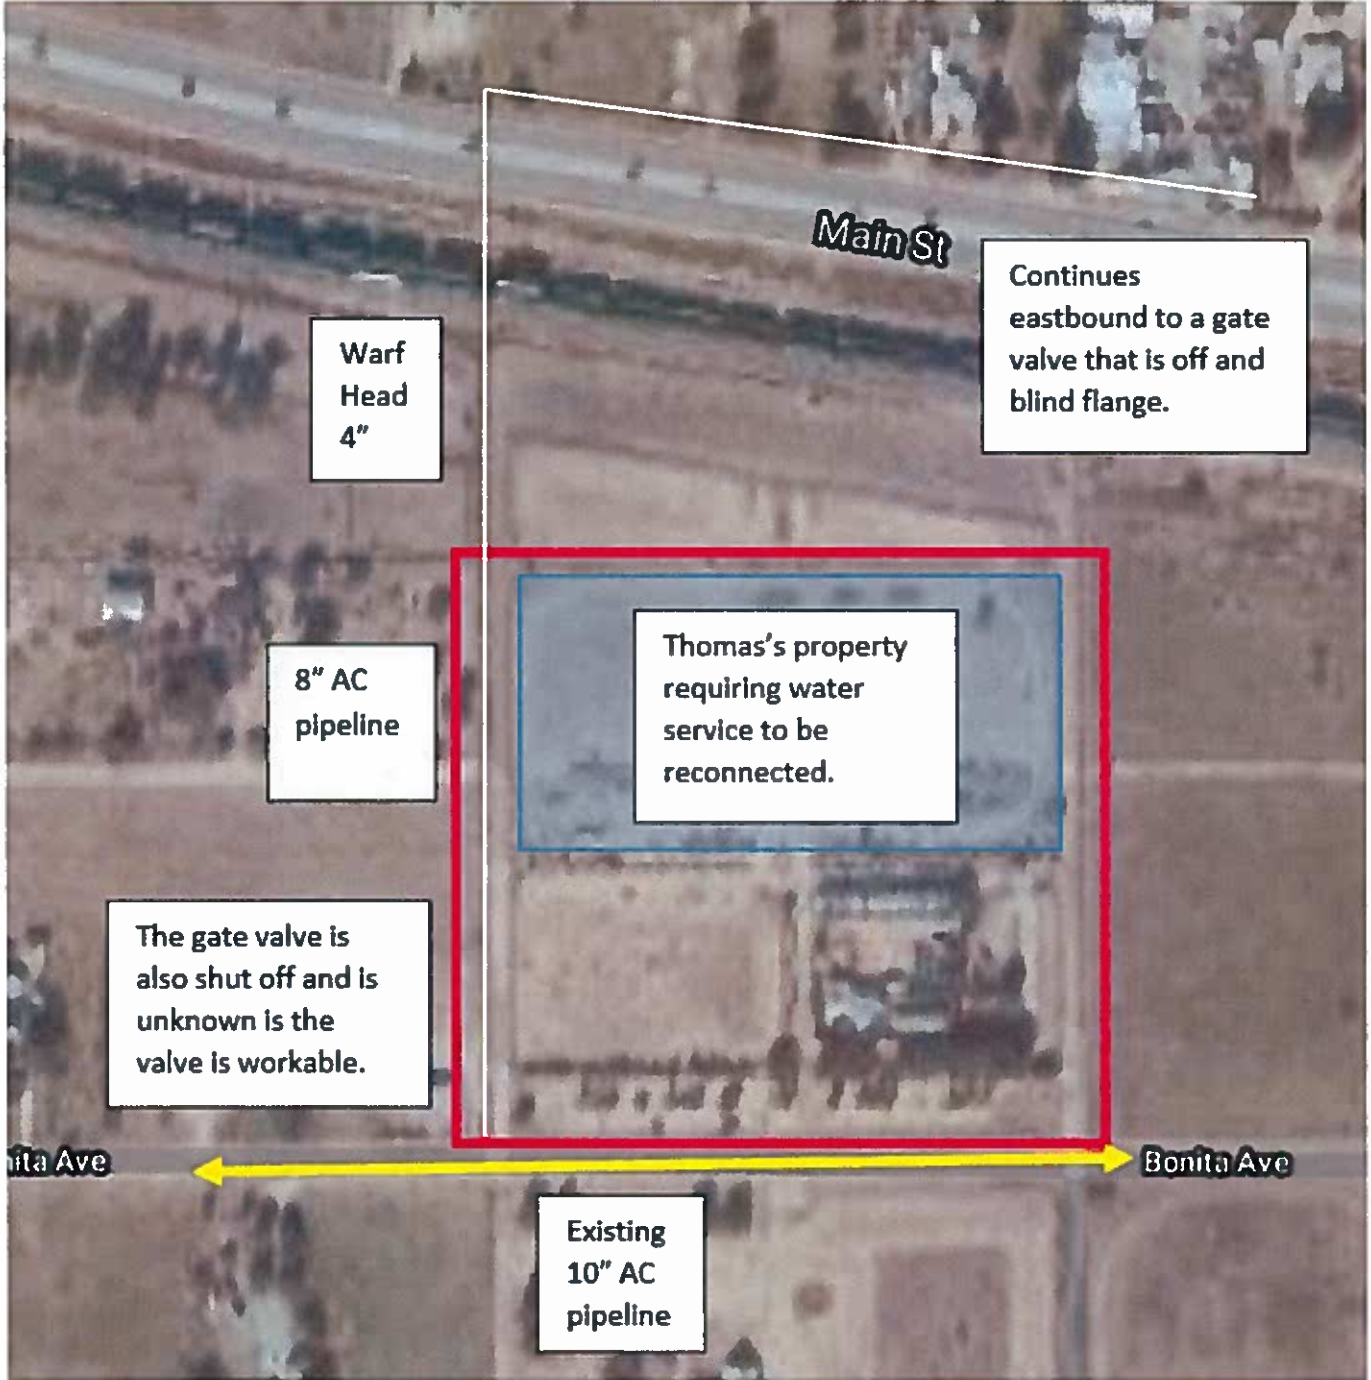 Main St
Continues
eastbound to a gate
valve that is off and
blind flange.
Warf
Head
4”
Thomas’s property
requiring water
service to be
reconnected.
8” AC
pipeline
The gate valve is
also shut off and is
unknown is the
valve is workable.
nita Ave
Bonita Ave
Existing
10” AC
pipeline